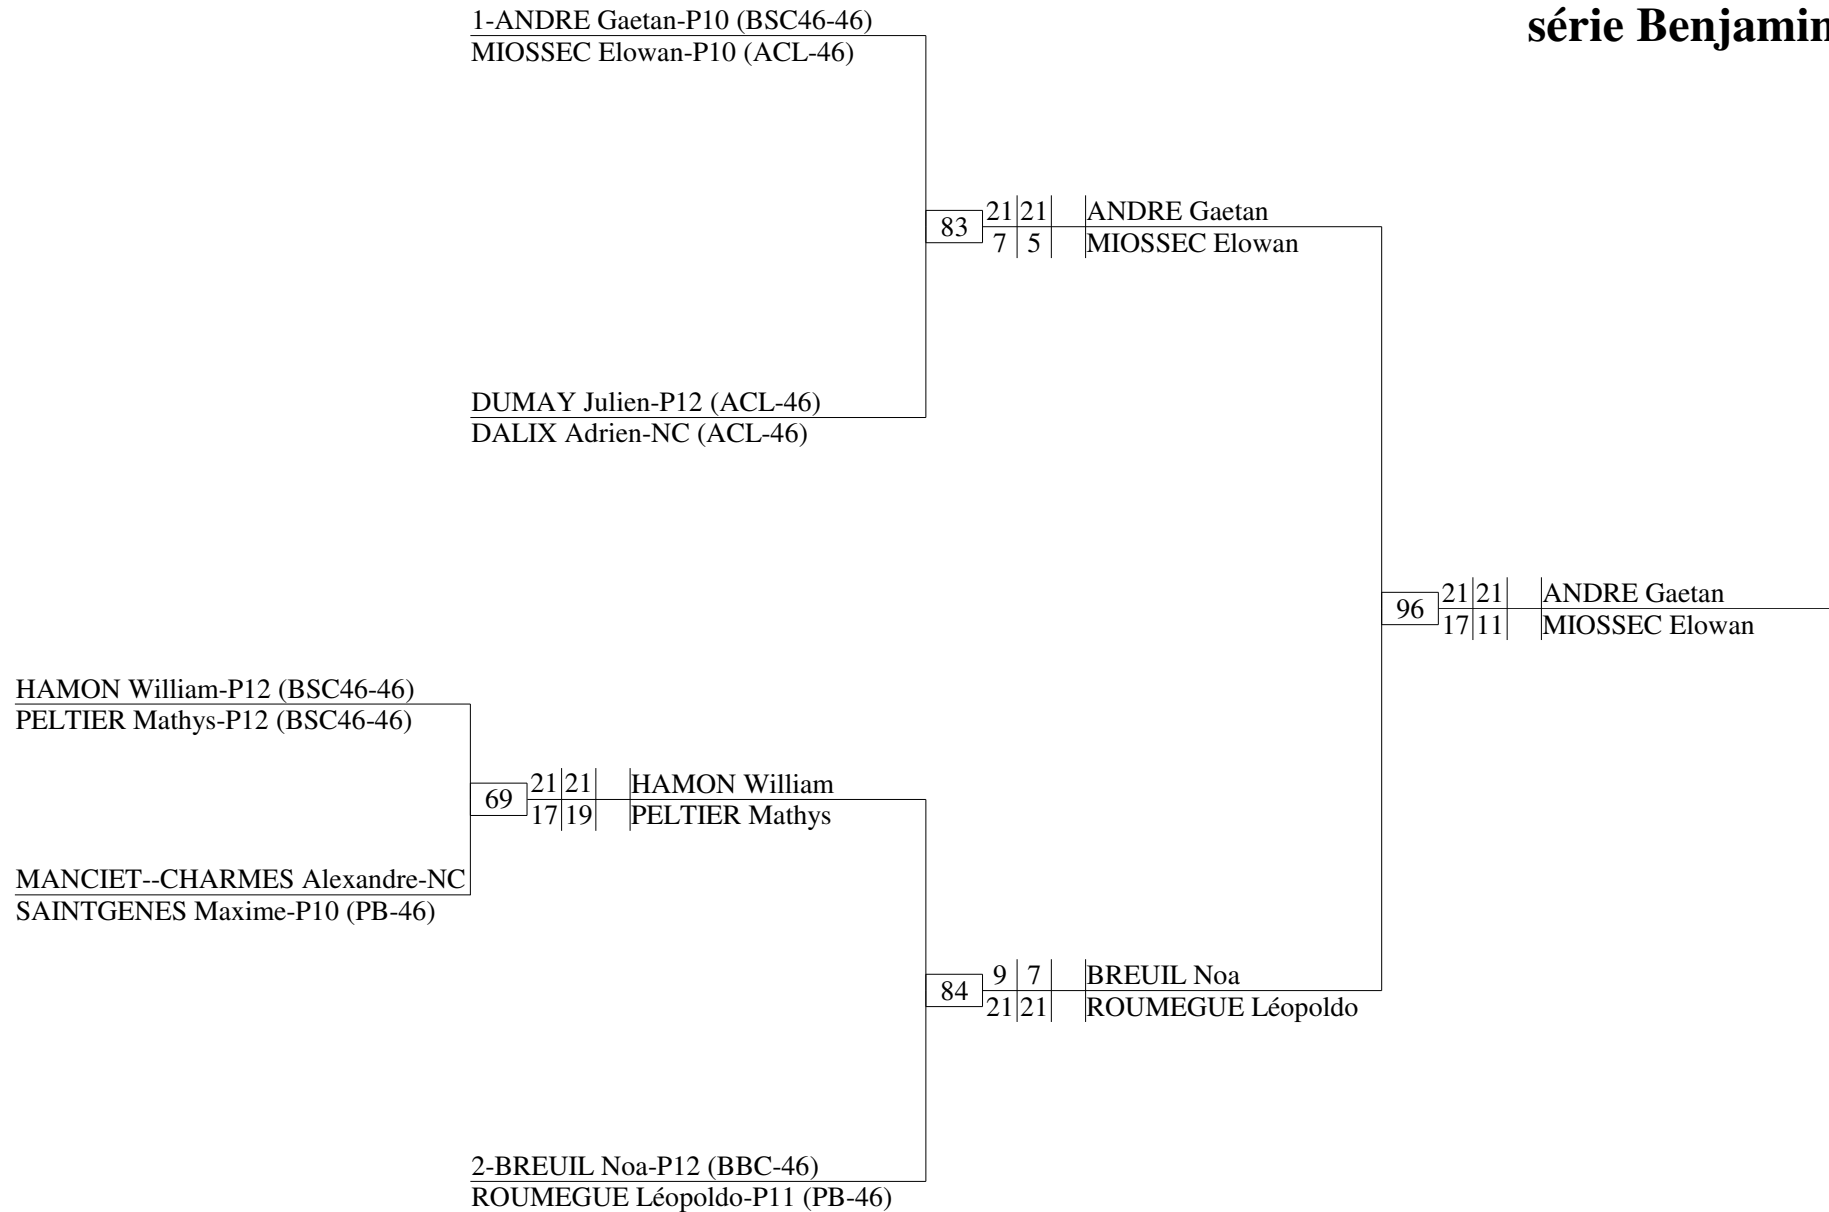 série Benjamin
1-ANDRE Gaetan-P10 (BSC46-46)
MIOSSEC Elowan-P10 (ACL-46)
83
21 21
7 5
ANDRE Gaetan
MIOSSEC Elowan
DUMAY Julien-P12 (ACL-46)
DALIX Adrien-NC (ACL-46)
96
21 21
17 11
ANDRE Gaetan
MIOSSEC Elowan
HAMON William-P12 (BSC46-46)
PELTIER Mathys-P12 (BSC46-46)
69
21 21
17 19
HAMON William
PELTIER Mathys
MANCIET--CHARMES Alexandre-NC
SAINTGENES Maxime-P10 (PB-46)
84
9 7
21 21
BREUIL Noa
ROUMEGUE Léopoldo
2-BREUIL Noa-P12 (BBC-46)
ROUMEGUE Léopoldo-P11 (PB-46)